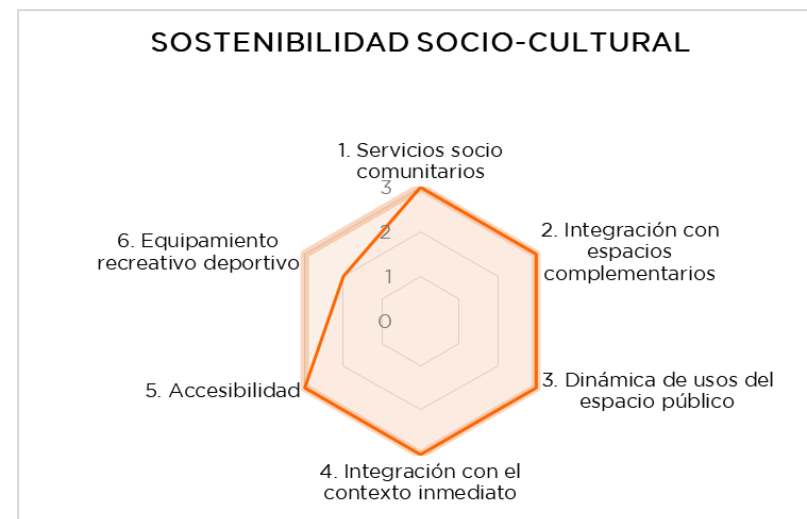 SOSTENIBILIDAD SOCIO-CULTURAL
1. Servicios socio
comunitarios
3
2
1
0
2. Integración con
espacios
complementarios
3. Dinámica de usos del
espacio público
4. Integración con el
contexto inmediato
5. Accesibilidad
6. Equipamiento
recreativo deportivo